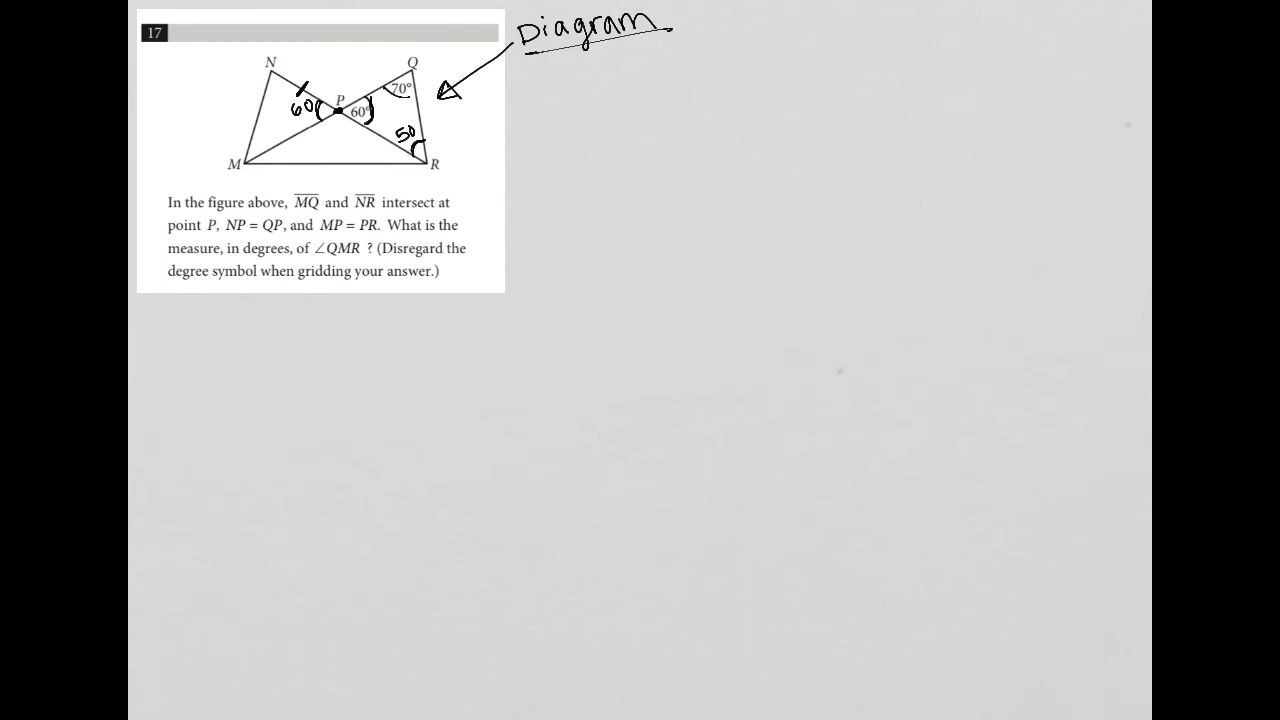 Diagram
17
N
Q
P
70°
60
60°
50
M
R
In the figure above, MQ and NR intersect at
point P, NP = QP, and MP = PR. What is the
measure, in degrees, of ∠QMR ? (Disregard the
degree symbol when gridding your answer.)